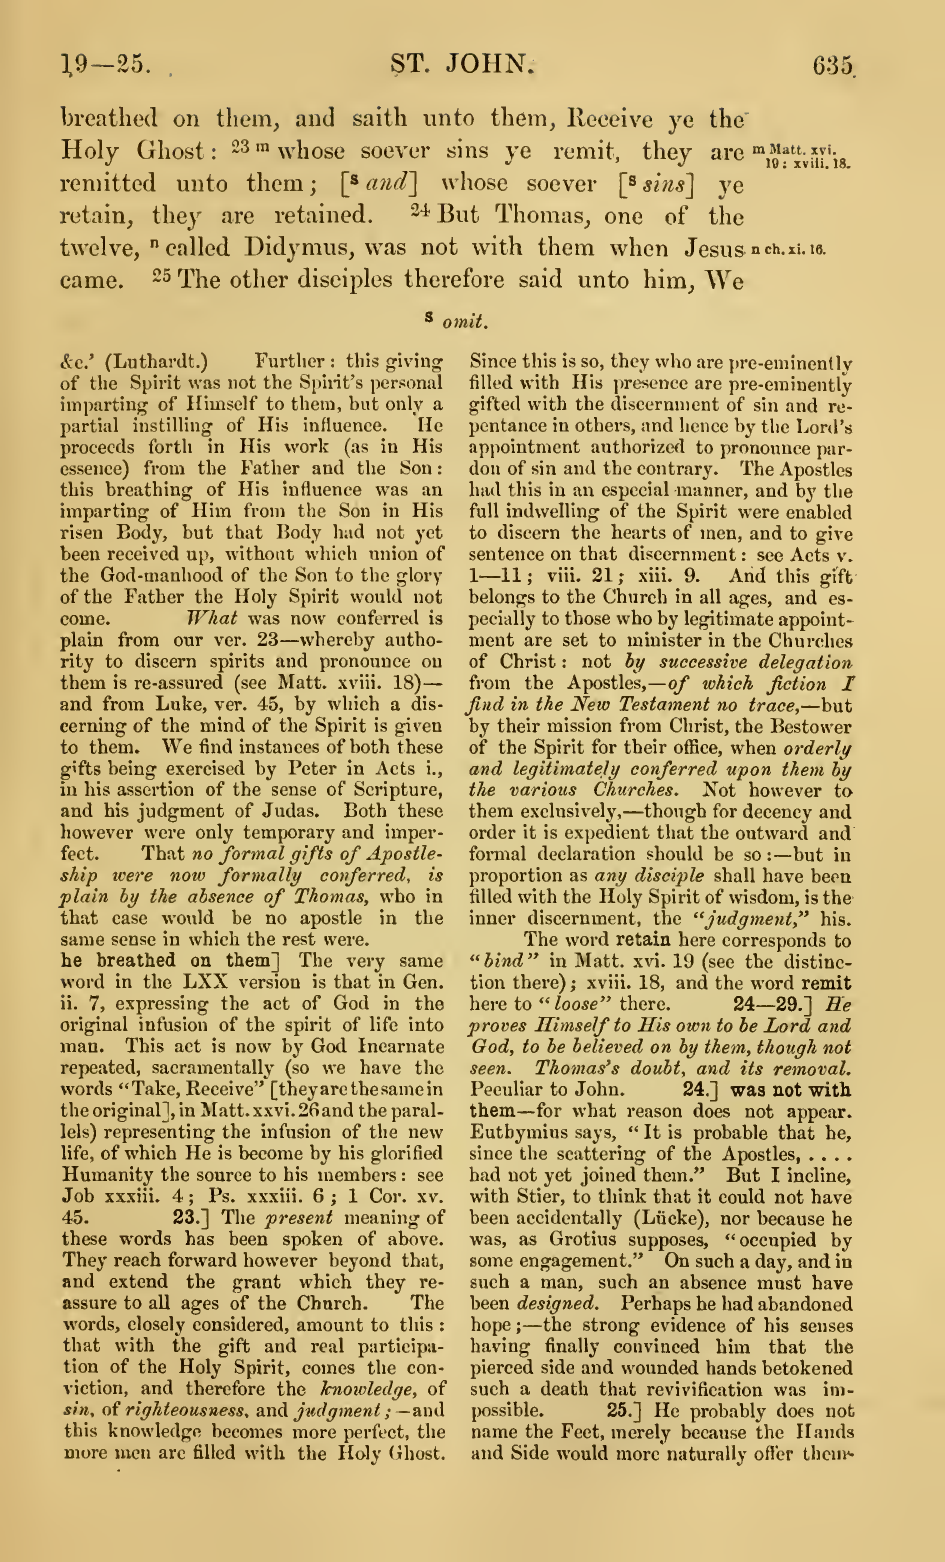 19—25.
ST. JOHN.
635
breathed on them, and saith unto them, Receive ye the
Holy Ghost : 23 m whose soever sins ye remit, they are
remitted unto them ; [s and] whose soever [s sins] ye
retain, they are retained. 24 But Thomas, one of the
twelve, n called Didymus, was not with them when Jesus
came. 25 The other disciples therefore said unto him, We
m Matt. xvi.
19: xviii. 18.
n ch. xi. 16.
s omit.
&c.' (Luthardt.) Further : this giving
of the Spirit was not the Spirit's personal
imparting of Himself to them, but only a
partial instilling of His influence. He
proceeds forth in His work (as in His
essence) from the Father and the Son :
this breathing of His influence was an
imparting of Him from the Son in His
risen Body, but that Body had not yet
been received up, without which union of
the God-manhood of the Son to the glory
of the Father the Holy Spirit would not
come. What was now conferred is
plain from our ver. 23—whereby autho-
rity to discern spirits and pronounce on
them is re-assured (see Matt. xviii. 18)—
and from Luke, ver. 45, by which a dis-
cerning of the mind of the Spirit is given
to them. We find instances of both these
gifts being exercised by Peter in Acts i.,
in his assertion of the sense of Scripture,
and his judgment of Judas. Both these
however were only temporary and imper-
fect. That no formal gifts of Apostle-
ship were now formally conferred, is
plain by the absence of Thomas, who in
that case would be no apostle in the
same sense in which the rest were.
he breathed on them] The very same
word in the LXX version is that in Gen.
ii. 7, expressing the act of God in the
original infusion of the spirit of life into
man. This act is now by God Incarnate
repeated, sacramentally (so we have the
words "Take, Receive" [they are the same in
the original], in Matt. xxvi. 26 and the paral-
lels) representing the infusion of the new
life, of which He is become by his glorified
Humanity the source to his members : see
Job xxxiii. 4 ; Ps. xxxiii. 6 ; 1 Cor. xv.
45. 23.] The present meaning of
these words has been spoken of above.
They reach forward however beyond that,
and extend the grant which they re-
assure to all ages of the Church. The
words, closely considered, amount to this :
that with the gift and real participa-
tion of the Holy Spirit, comes the con-
viction, and therefore the knowledge, of
sin, of righteousness, and judgment ;—and
this knowledge becomes more perfect, the
more men are filled with the Holy Ghost.
Since this is so, they who are pre-eminently
filled with His presence are pre-eminently
gifted with the discernment of sin and re-
pentance in others, and hence by the Lord's
appointment authorized to pronounce par-
don of sin and the contrary. The Apostles
had this in an especial manner, and by the
full indwelling of the Spirit were enabled
to discern the hearts of men, and to give
sentence on that discernment : see Acts v.
1—11 ; viii. 21 ; xiii. 9. And this gift
belongs to the Church in all ages, and es-
pecially to those who by legitimate appoint-
ment are set to minister in the Churches
of Christ : not by successive delegation
from the Apostles,—of which fiction I
find in the New Testament no trace,—but
by their mission from Christ, the Bestower
of the Spirit for their office, when orderly
and legitimately conferred upon them by
the various Churches. Not however to
them exclusively,—though for decency and
order it is expedient that the outward and
formal declaration should be so :—but in
proportion as any disciple shall have been
filled with the Holy Spirit of wisdom, is the
inner discernment, the "judgment," his.
The word retain here corresponds to
"bind" in Matt. xvi. 19 (see the distinc-
tion there) ; xviii. 18, and the word remit
here to "loose" there. 24—29.] He
proves Himself to His own to be Lord and
God, to be believed on by them, though not
seen. Thomas's doubt, and its removal.
Peculiar to John. 24.] was not with
them—for what reason does not appear.
Euthymius says, "It is probable that he,
since the scattering of the Apostles, . . . .
had not yet joined them." But I incline,
with Stier, to think that it could not have
been accidentally (Lücke), nor because he
was, as Grotius supposes, "occupied by
some engagement." On such a day, and in
such a man, such an absence must have
been designed. Perhaps he had abandoned
hope ;—the strong evidence of his senses
having finally convinced him that the
pierced side and wounded hands betokened
such a death that revivification was im-
possible. 25.] He probably does not
name the Feet, merely because the Hands
and Side would more naturally offer them-